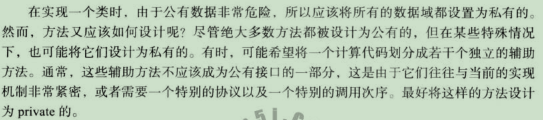 在实现一个类时，由于公有数据非常危险，所以应该将所有的数据域都设置为私有的。
然而，方法又应该如何设计呢？尽管绝大多数方法都被设计为公有的，但在某些特殊情况
下，也可能将它们设计为私有的。有时，可能希望将一个计算代码划分成若干个独立的辅助
方法。通常，这些辅助方法不应该成为公有接口的一部分，这是由于它们往往与当前的实现
机制非常紧密，或者需要一个特别的协议以及一个特别的调用次序。最好将这样的方法设计
为 private 的。